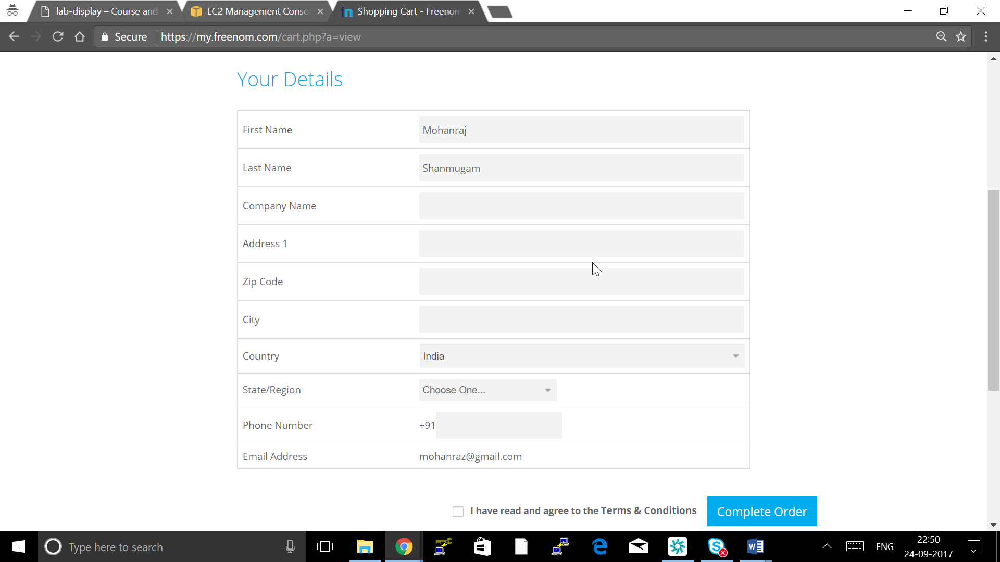 lab-display – Course and
EC2 Management Conso
Shopping Cart - Freenom
Secure
https://my.freenom.com/cart.php?a=view
Your Details
First Name
Mohanraj
Last Name
Shanmugam
Company Name
Address 1
Zip Code
City
Country
India
State/Region
Choose One...
Phone Number
+91
Email Address
mohanraz@gmail.com
I have read and agree to the Terms & Conditions
Complete Order
Type here to search
ENG
22:50
24-09-2017